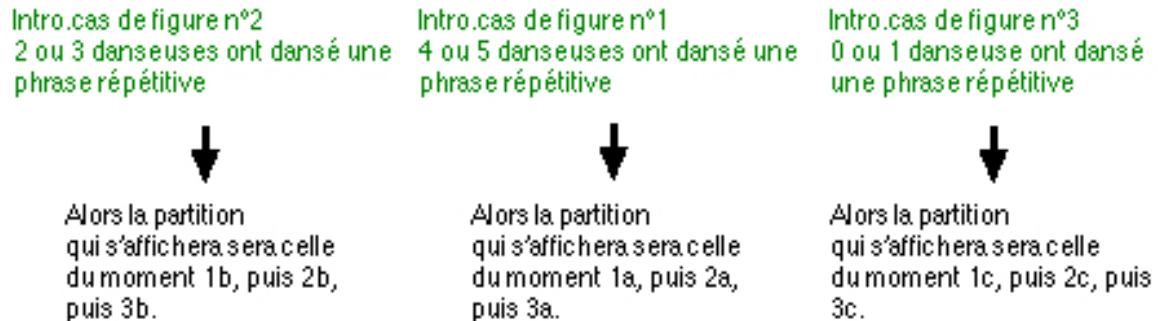 Intro.cas de figure n°2
2 ou 3 danseuses ont dansé une
phrase répétitive
Alors la partition
qui s'affichera sera celle
du moment 1b, puis 2b,
puis 3b.
Intro.cas de figure n°1
4 ou 5 danseuses ont dansé une
phrase répétitive
Alors la partition
qui s'affichera sera celle
du moment 1a, puis 2a,
puis 3a.
Intro.cas de figure n°3
0 ou 1 danseuse ont dansé
une phrase répétitive
Alors la partition
qui s'affichera sera celle
du moment 1c, puis 2c, puis
3c.